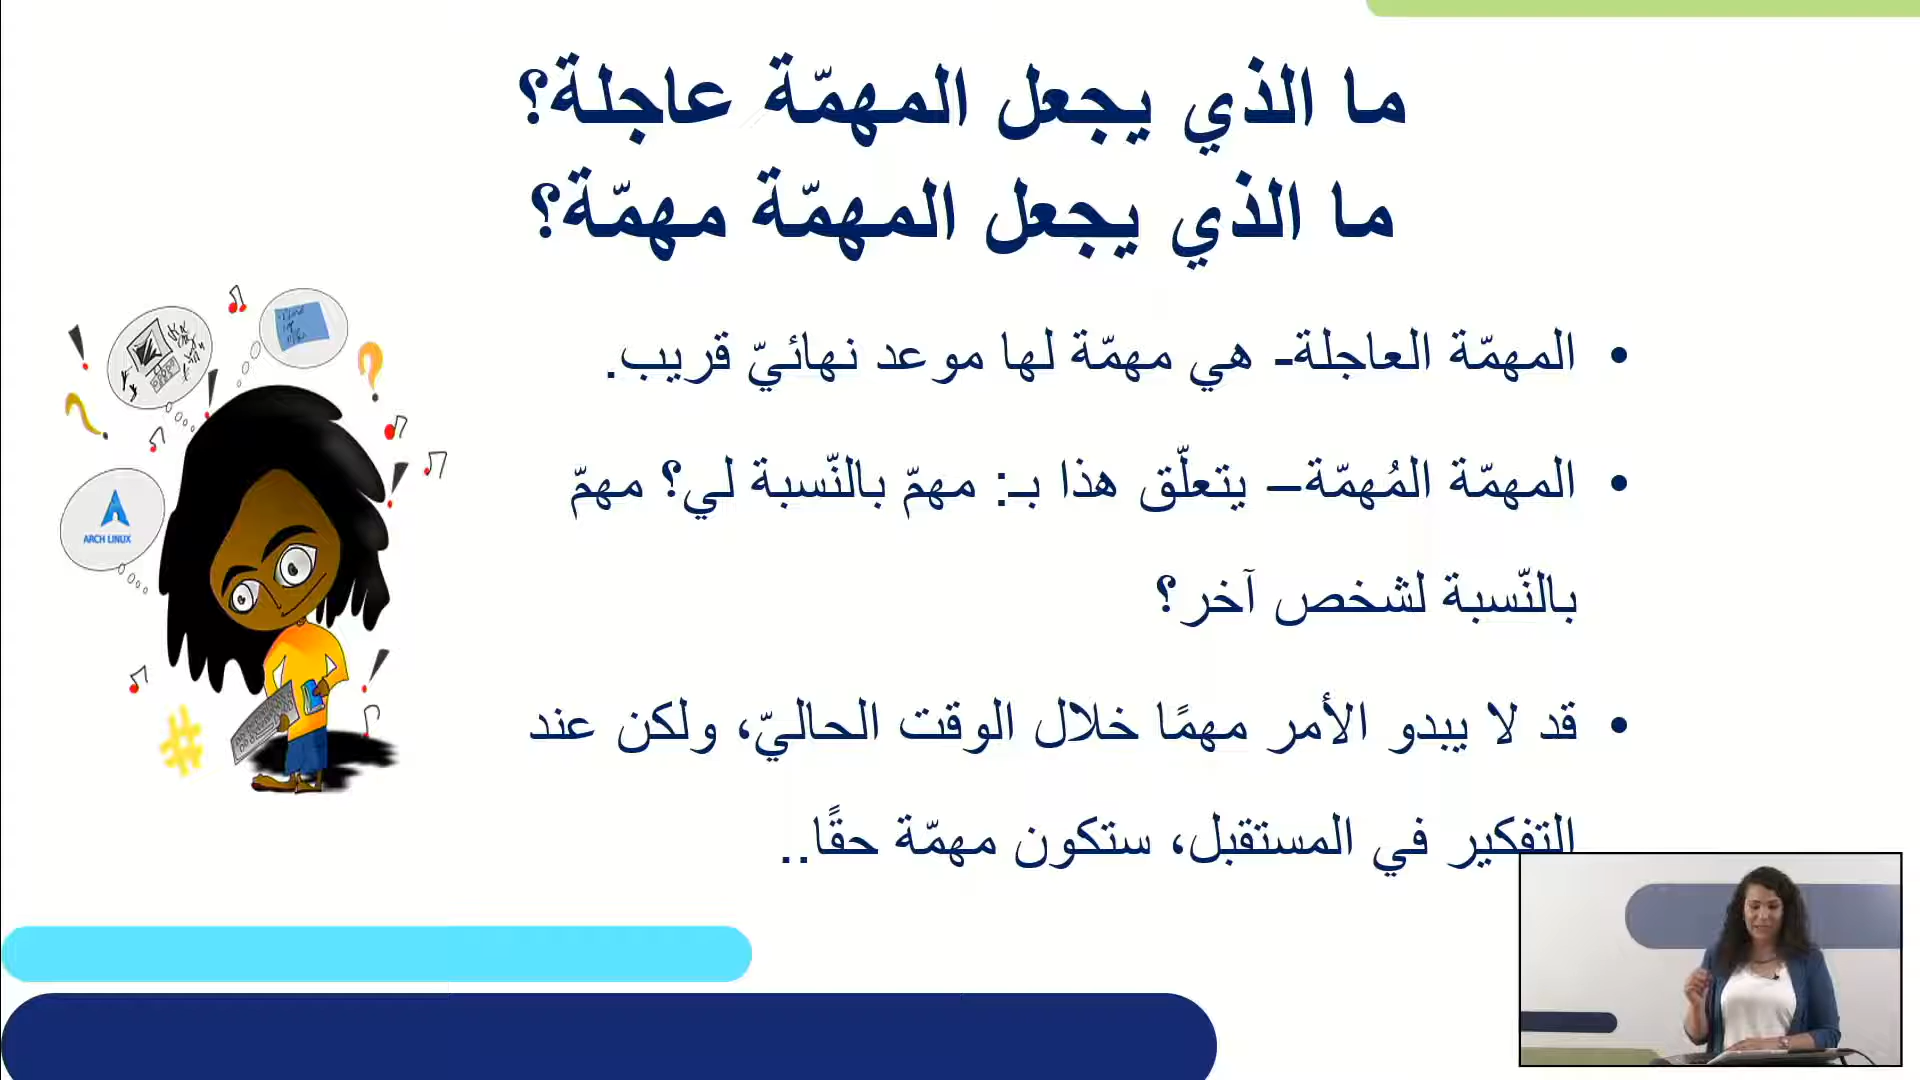 ما الذي يجعل المهمّة عاجلة؟
ما الذي يجعل المهمّة مهمّة؟
• المهمّة العاجلة- هي مهمّة لها موعد نهائيّ قريب.
• المهمّة المُهمّة– يتعلّق هذا بـ: مهمّ بالنّسبة لي؟ مهمّ
بالنّسبة لشخص آخر؟
• قد لا يبدو الأمر مهمًا خلال الوقت الحاليّ، ولكن عند
التفكير في المستقبل، ستكون مهمّة حقًا..
ARCH LINUX